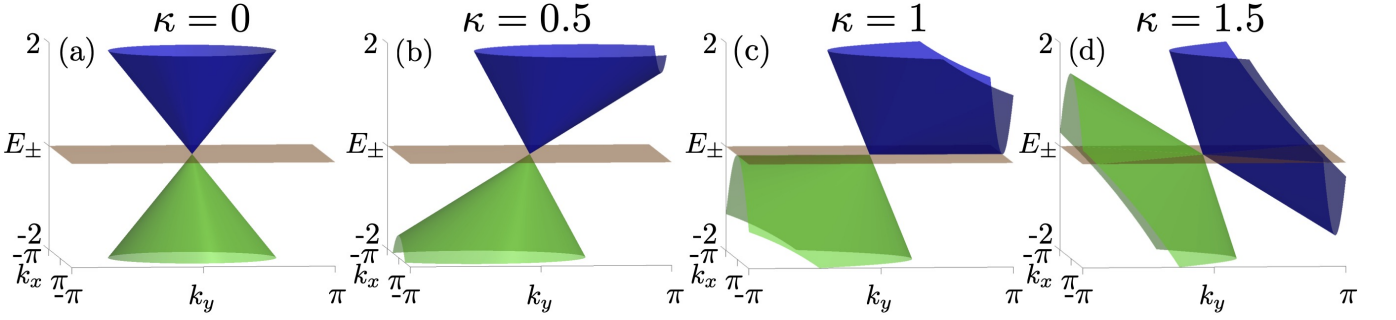 κ = 0
κ = 0.5
κ = 1
κ = 1.5
2 (a)
E±
-2
-π
kx π
-π ky π
2 (b)
E±
-2
-π
kx π
-π ky π
2 (c)
E±
-2
-π
kx π
-π ky π
2 (d)
E±
-2
-π
kx π
-π ky π